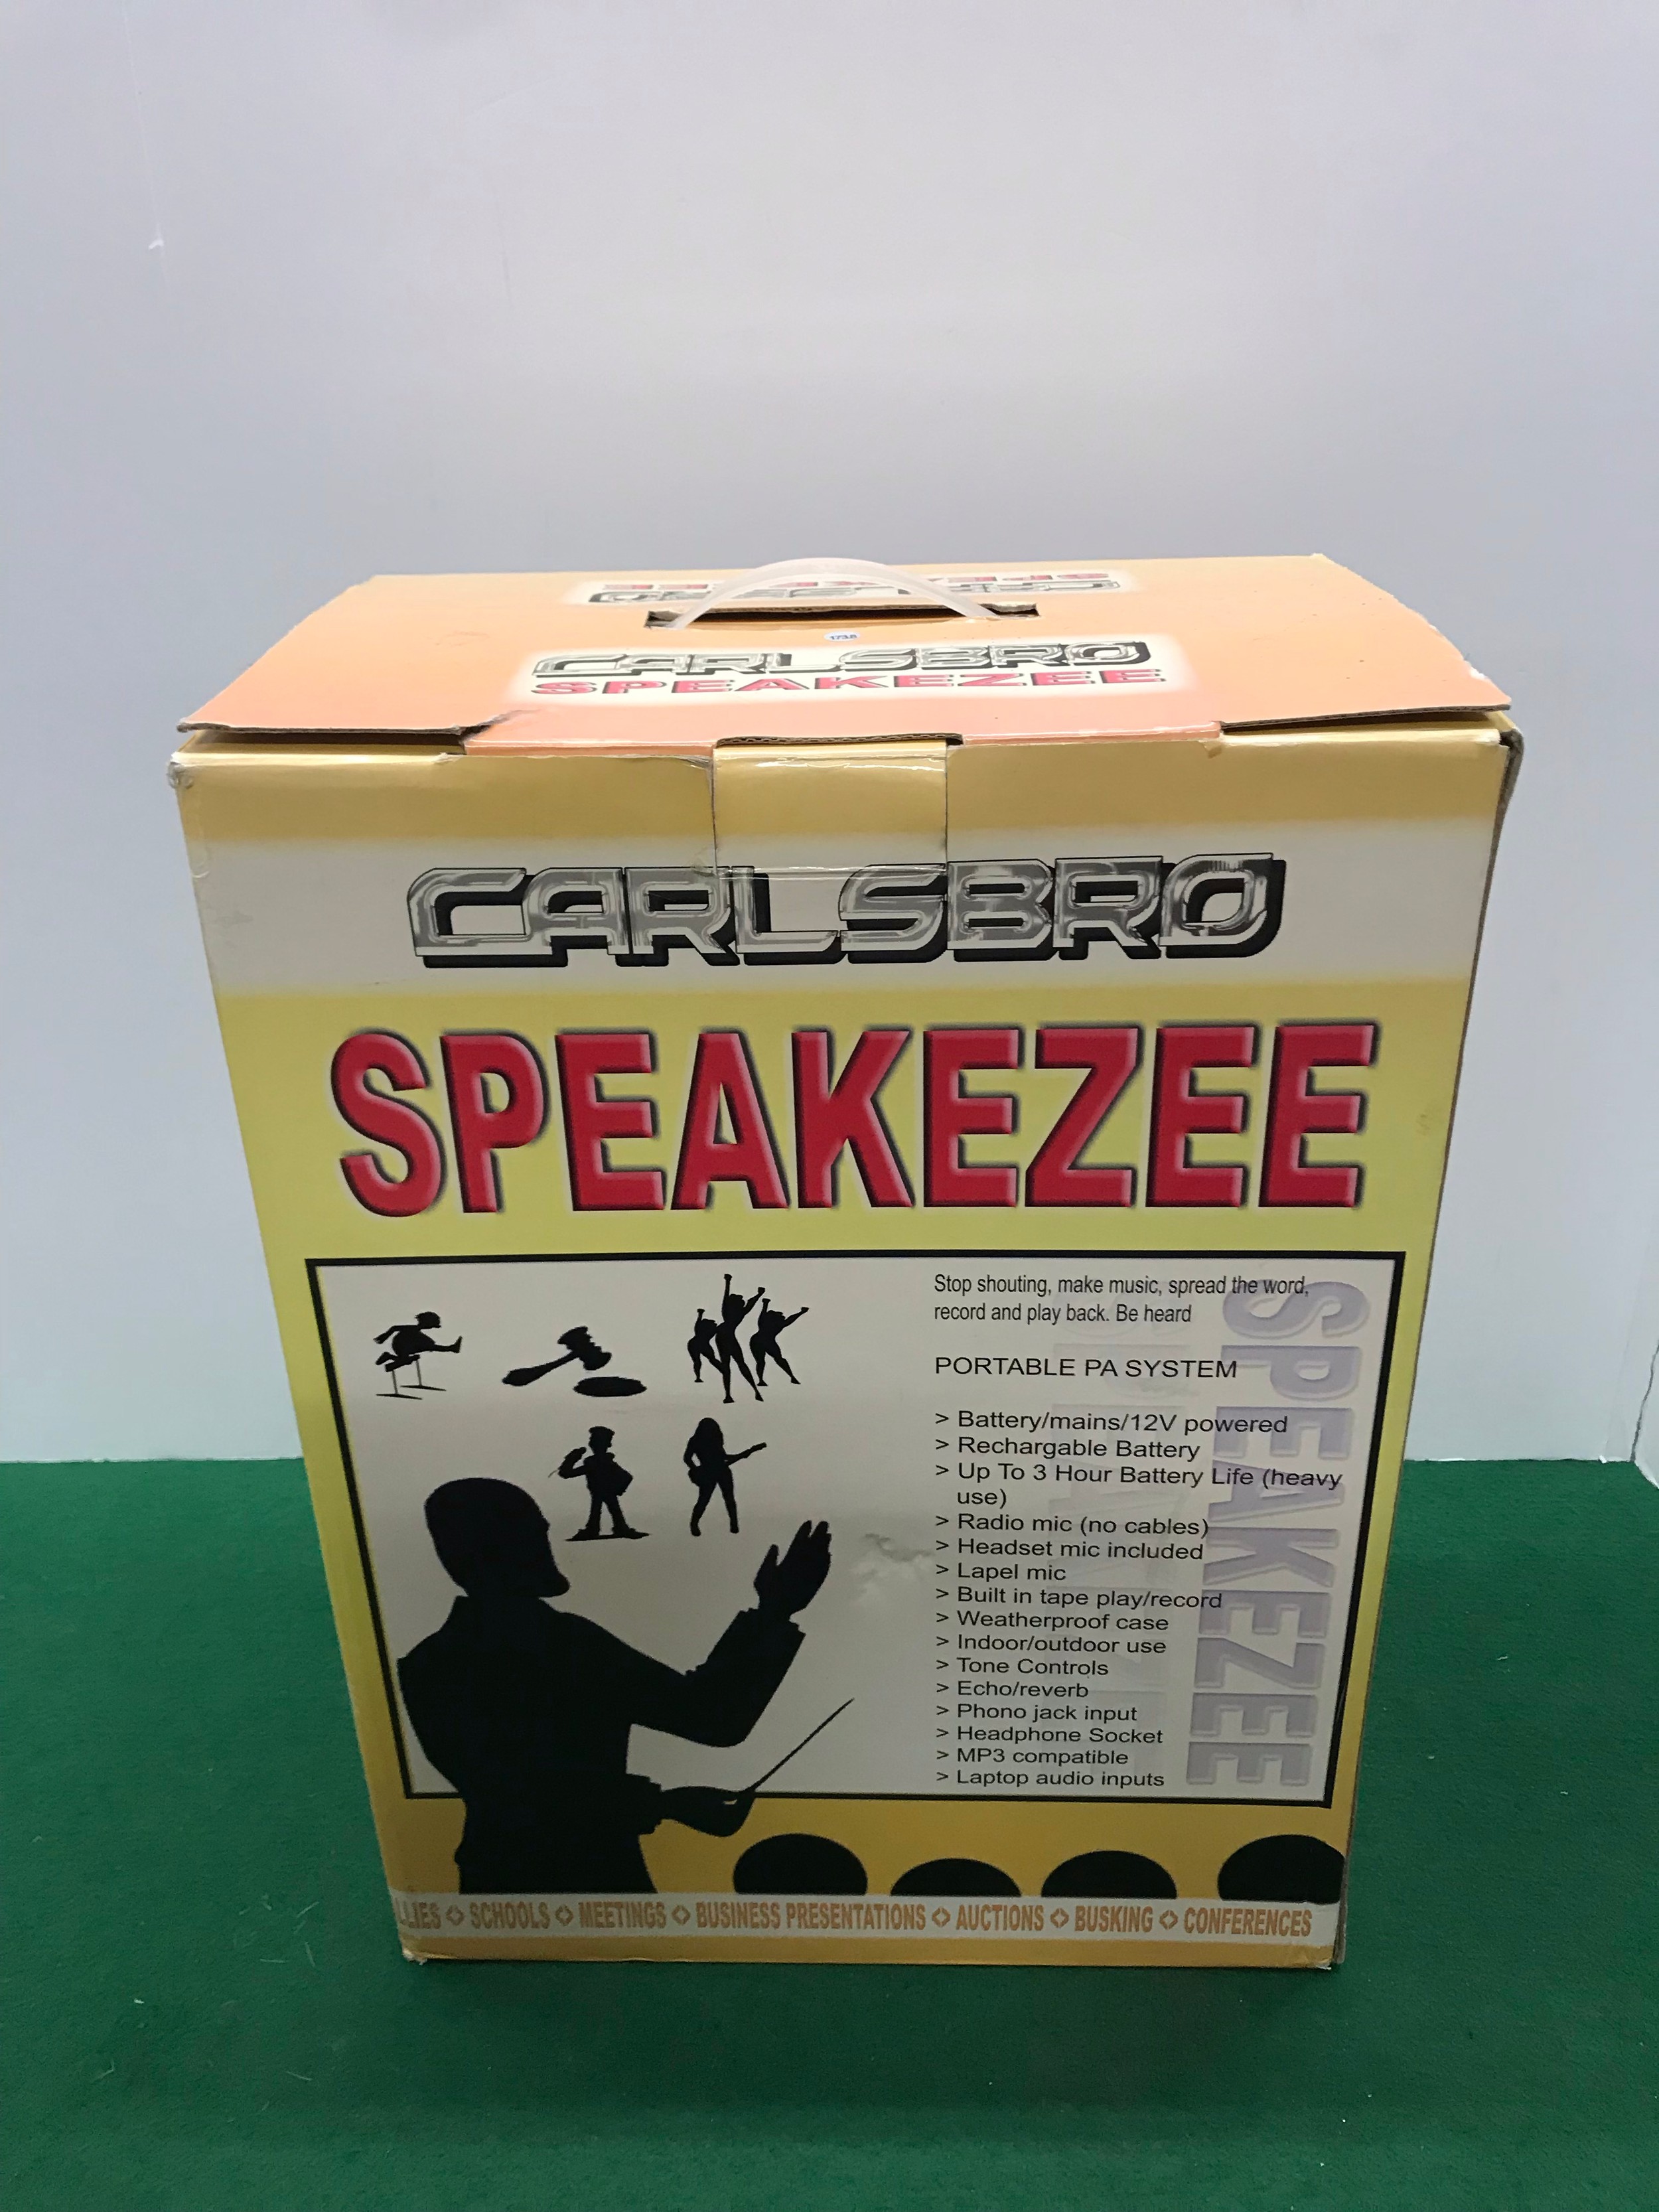 CARLSBRO
SPEAKEZEE
CARLSBRO
SPEAKEZEE
CARLSBRO
SPEAKEZEE
Stop shouting, make music, spread the word,
record and play back. Be heard
PORTABLE PA SYSTEM
> Battery/mains/12V powered
> Rechargable Battery
> Up To 3 Hour Battery Life (heavy
use)
> Radio mic (no cables)
> Headset mic included
> Lapel mic
> Built in tape play/record
> Weatherproof case
> Indoor/outdoor use
> Tone Controls
> Echo/reverb
> Phono jack input
> Headphone Socket
> MP3 compatible
> Laptop audio inputs
SPEAKEZEE
LLIES ◇ SCHOOLS ◇ MEETINGS ◇ BUSINESS PRESENTATIONS ◇ AUCTIONS ◇ BUSKING ◇ CONFERENCES